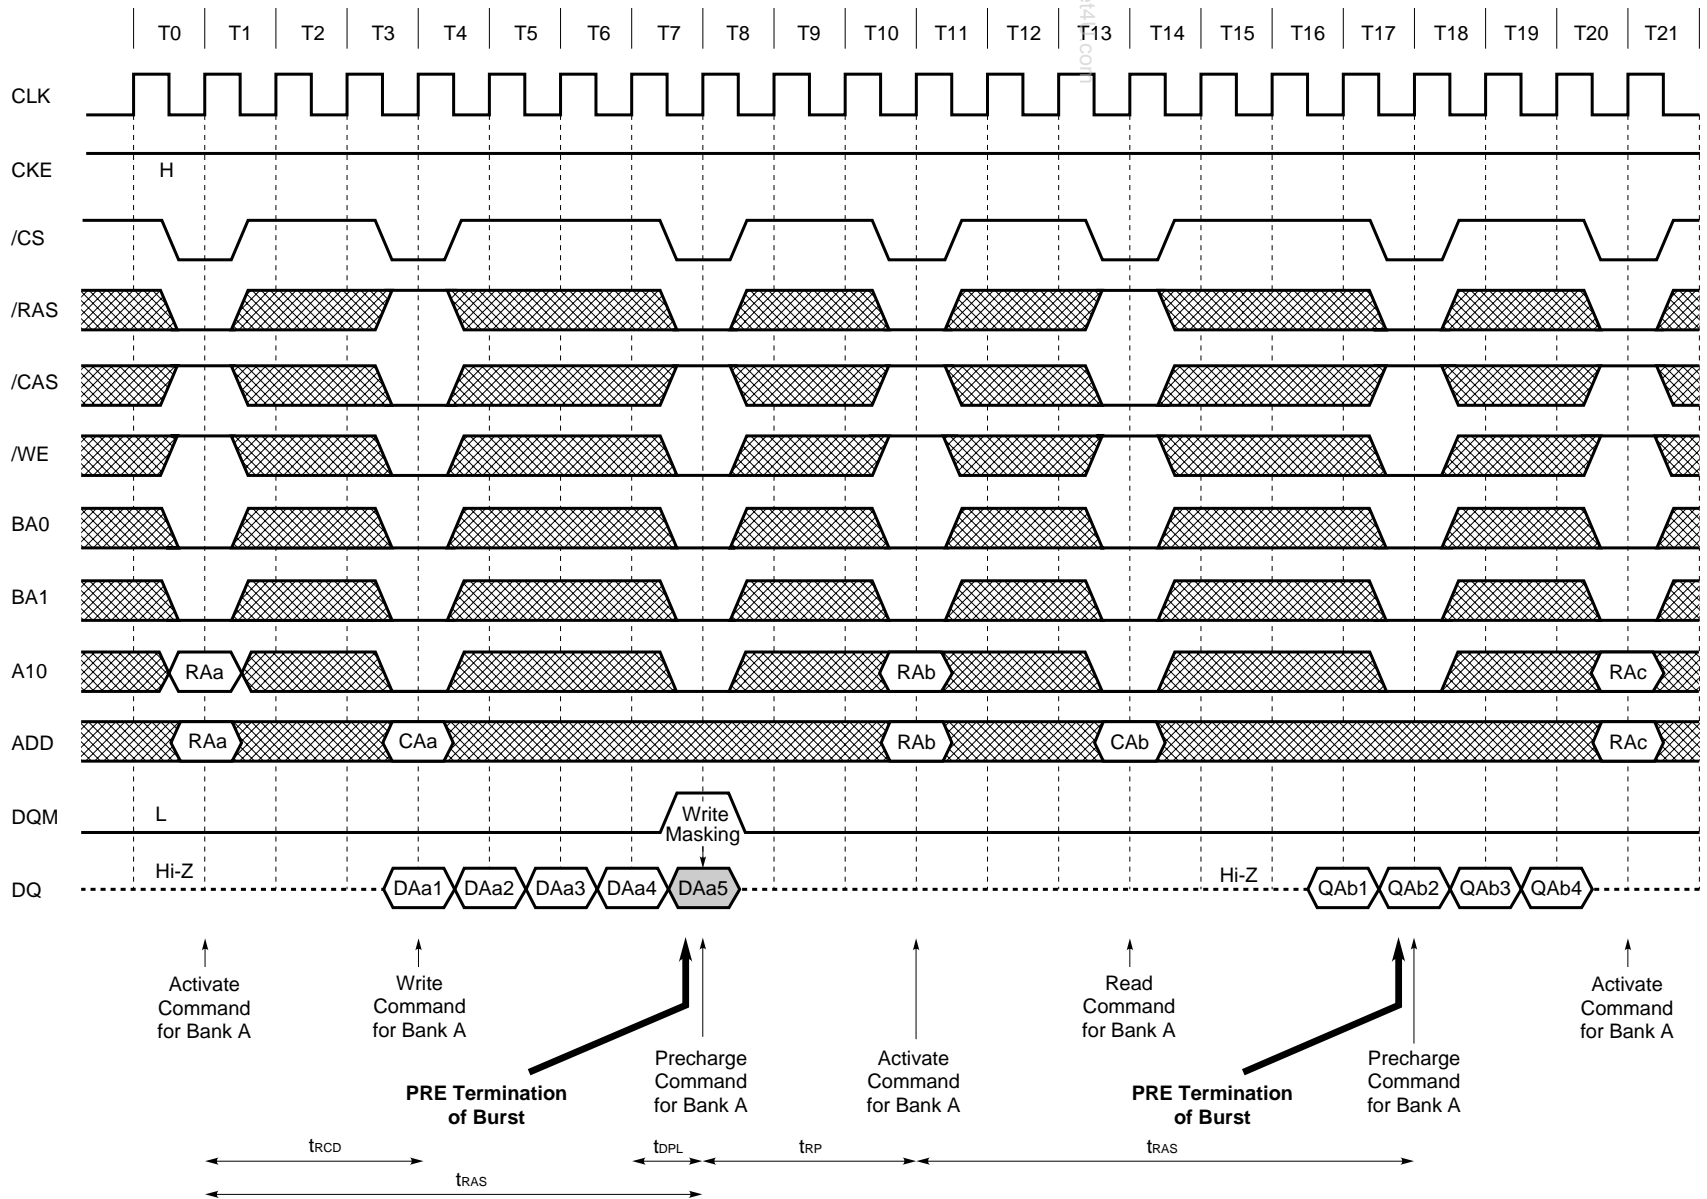 T0 T1 T2 T3 T4 T5 T6 T7 T8 T9 T10 T11 T12 T13 T14 T15 T16 T17 T18 T19 T20 T21
CLK
CKE H
/CS
/RAS
/CAS
/WE
BA0
BA1
A10 RAa RAb RAc
ADD RAa CAa RAb CAb RAc
DQM L Write
Masking
DQ Hi-Z DAa1 DAa2 DAa3 DAa4 DAa5 Hi-Z QAb1 QAb2 QAb3 QAb4
Activate
Command
for Bank A
Write
Command
for Bank A
PRE Termination
of Burst
Precharge
Command
for Bank A
Activate
Command
for Bank A
Read
Command
for Bank A
PRE Termination
of Burst
Precharge
Command
for Bank A
Activate
Command
for Bank A
tRCD tDPL tRP tRAS
tRAS